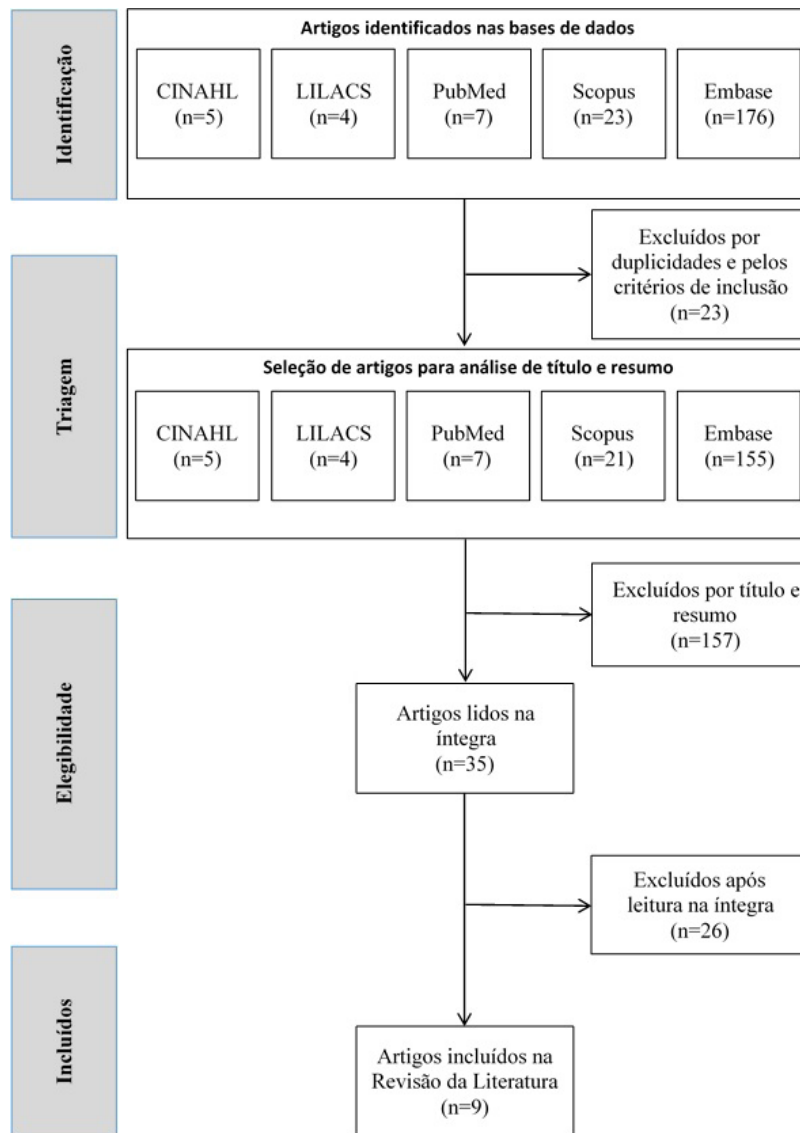 Identificação
Artigos identificados nas bases de dados
CINAHL
(n=5)
LILACS
(n=4)
PubMed
(n=7)
Scopus
(n=23)
Embase
(n=176)
Excluídos por
duplicidades e pelos
critérios de inclusão
(n=23)
Triagem
Seleção de artigos para análise de título e resumo
CINAHL
(n=5)
LILACS
(n=4)
PubMed
(n=7)
Scopus
(n=21)
Embase
(n=155)
Excluídos por título e
resumo
(n=157)
Elegibilidade
Artigos lidos na
íntegra
(n=35)
Excluídos após
leitura na íntegra
(n=26)
Incluídos
Artigos incluídos na
Revisão da Literatura
(n=9)